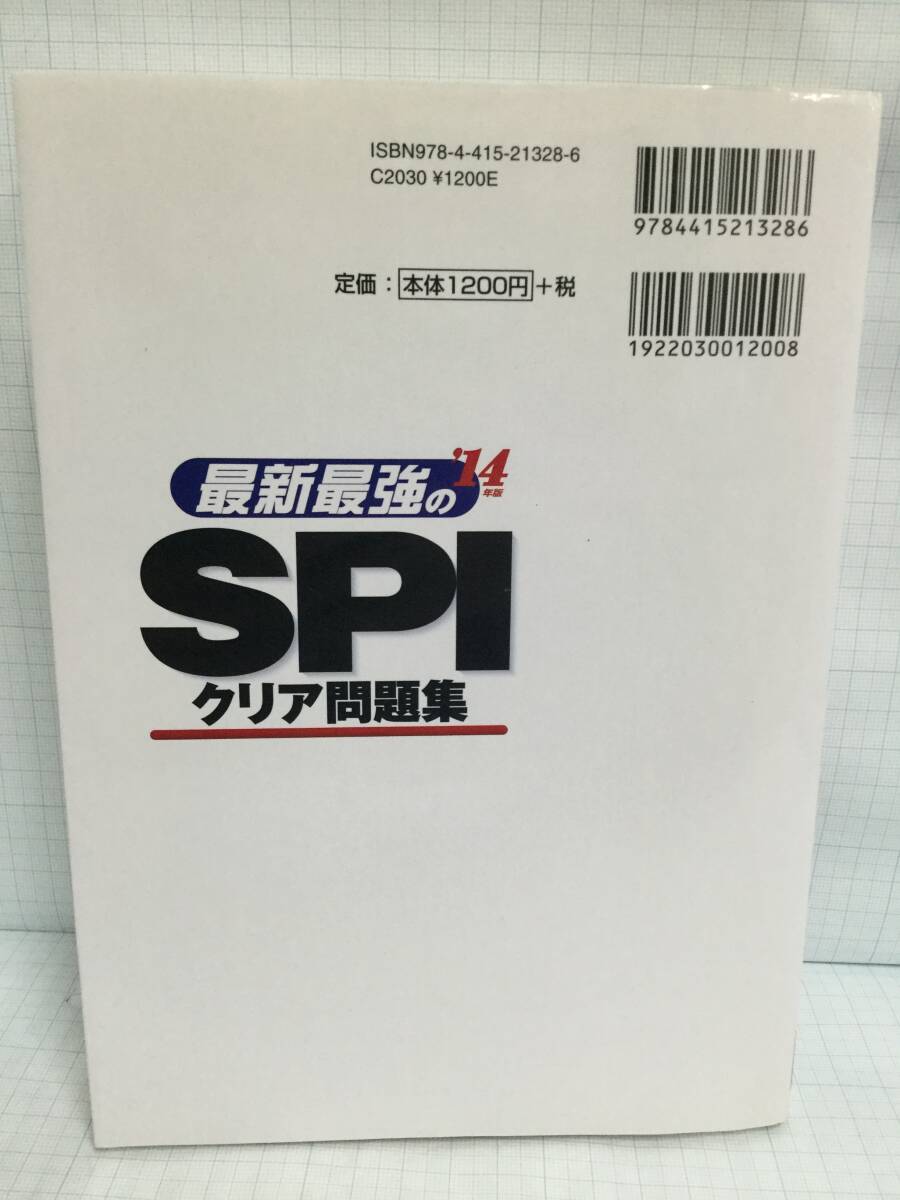 ISBN978-4-415-21328-6
C2030 ¥1200E
9784415213286
定価：本体1200円+税
1922030012008
最新最強の'14年版
SPI
クリア問題集